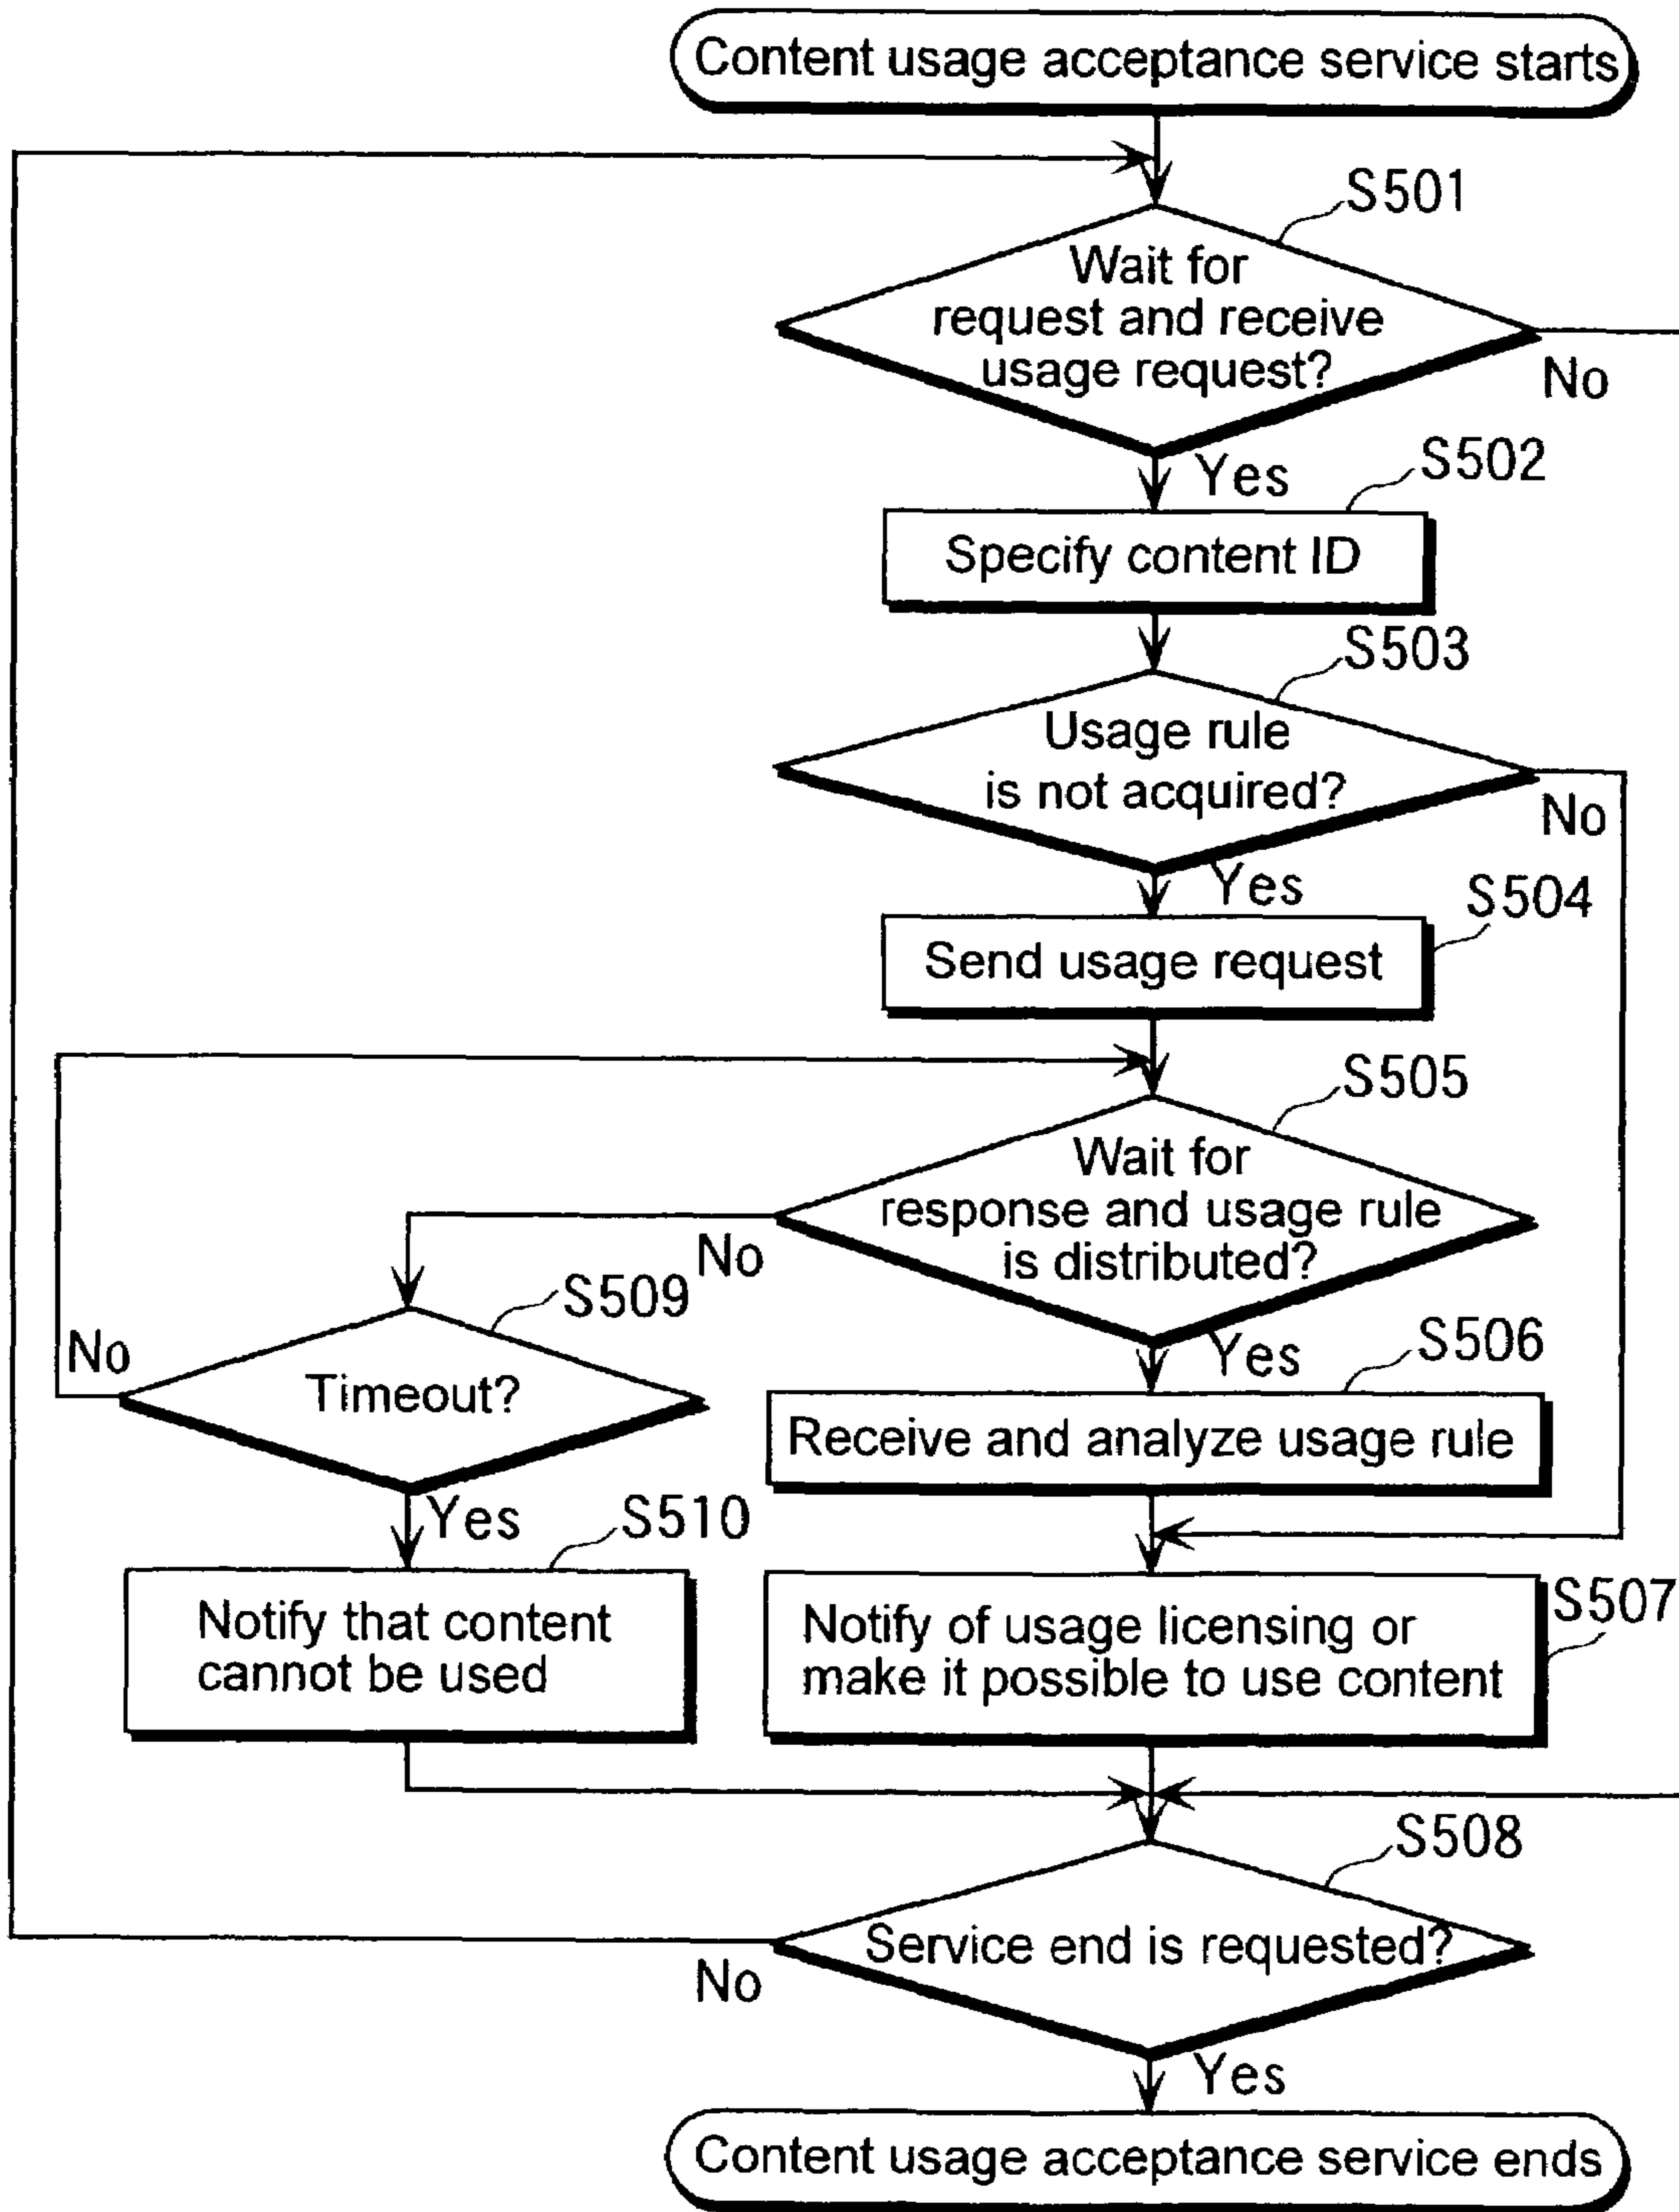 Content usage acceptance service starts
S501
Wait for
request and receive
usage request?
No
Yes
S502
Specify content ID
S503
Usage rule
is not acquired?
No
Yes
S504
Send usage request
S505
Wait for
response and usage rule
is distributed?
No
S509
Yes
S506
No
Timeout?
Receive and analyze usage rule
Yes
S510
Notify that content
cannot be used
S507
Notify of usage licensing or
make it possible to use content
S508
Service end is requested?
No
Yes
Content usage acceptance service ends